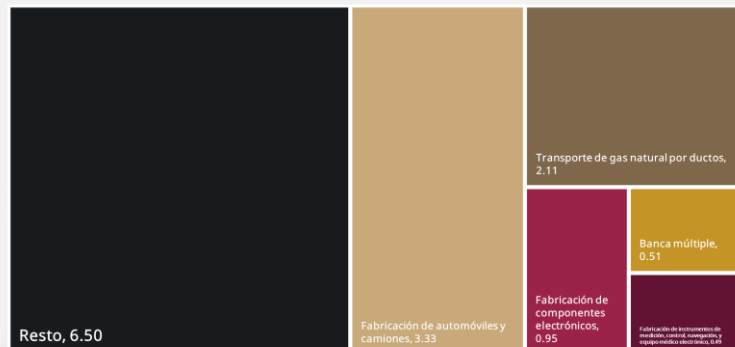 Resto, 6.50
Fabricación de automóviles y
camiones, 3.33
Transporte de gas natural por ductos,
2.11
Fabricación de
componentes
electrónicos,
0.95
Banca múltiple,
0.51
Fabricación de instrumentos de
medición, control, navegación, y
equipo médico electrónico, 0.49